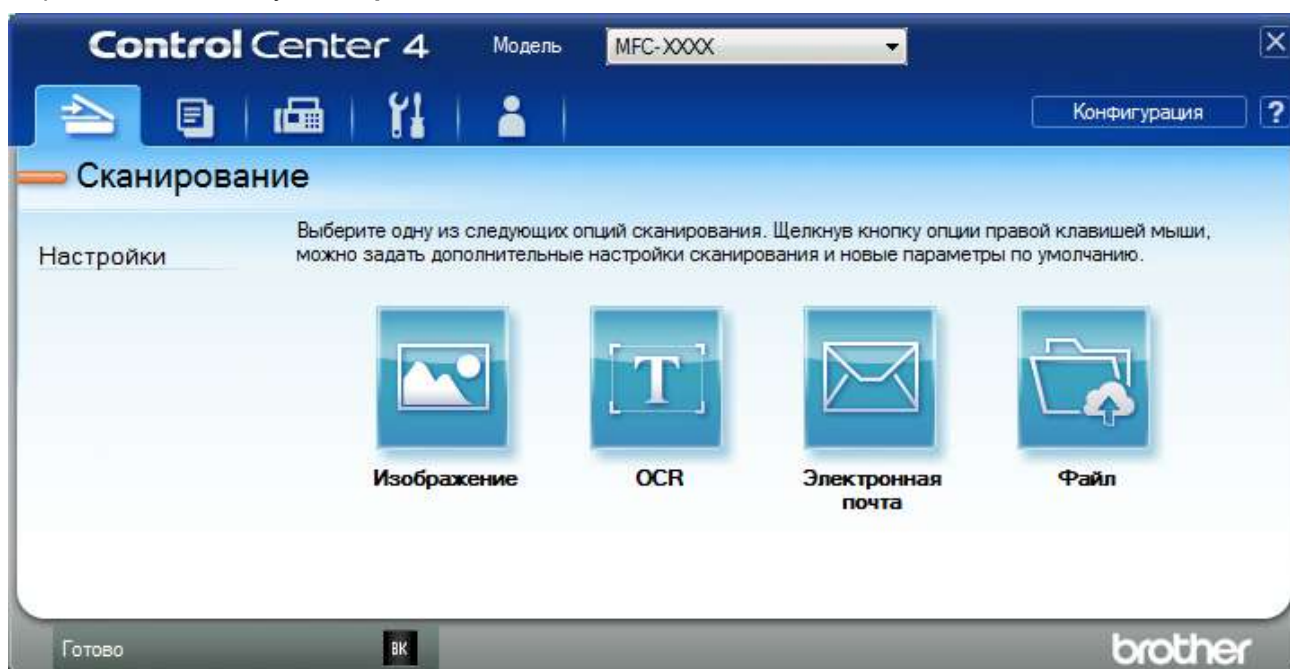 Control Center 4 Модель MFC-XXXX
Конфигурация ?
Сканирование
Настройки
Выберите одну из следующих опций сканирования. Щелкнув кнопку опции правой клавишей мыши,
можно задать дополнительные настройки сканирования и новые параметры по умолчанию.
T
Изображение OCR Электронная почта Файл
Готово BK brother